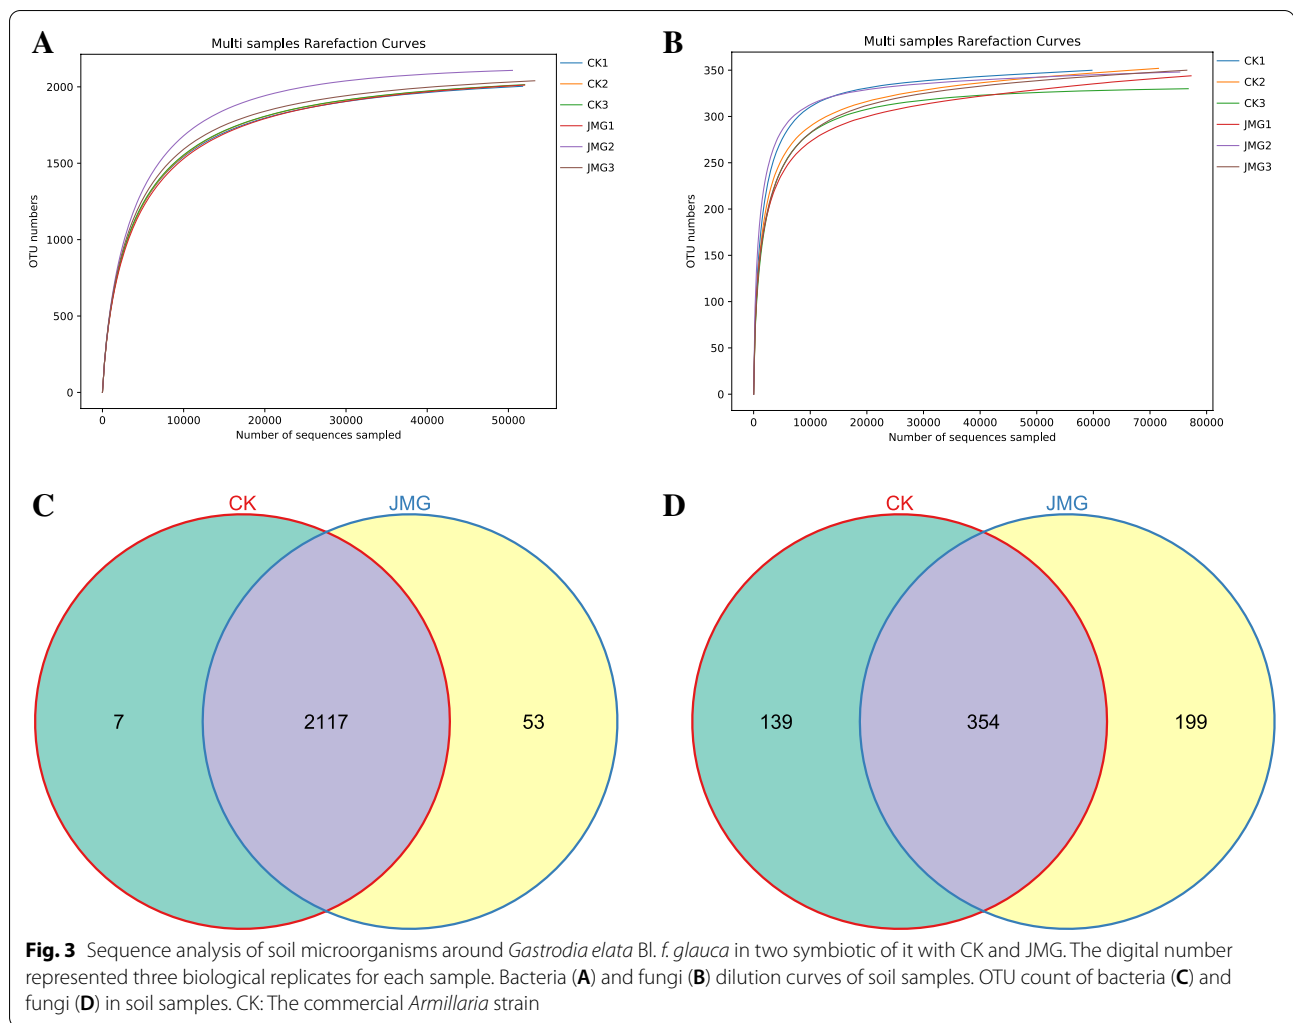 A
Multi samples Rarefaction Curves
OTU numbers
2000
1500
1000
500
0
0 10000 20000 30000 40000 50000
Number of sequences sampled
CK1
CK2
CK3
JMG1
JMG2
JMG3
B
Multi samples Rarefaction Curves
OTU numbers
350
300
250
200
150
100
50
0
0 10000 20000 30000 40000 50000 60000 70000 80000
Number of sequences sampled
CK1
CK2
CK3
JMG1
JMG2
JMG3
C
CK JMG
7 2117 53
D
CK JMG
139 354 199
Fig. 3 Sequence analysis of soil microorganisms around Gastrodia elata Bl. f. glauca in two symbiotic of it with CK and JMG. The digital number
represented three biological replicates for each sample. Bacteria (A) and fungi (B) dilution curves of soil samples. OTU count of bacteria (C) and
fungi (D) in soil samples. CK: The commercial Armillaria strain